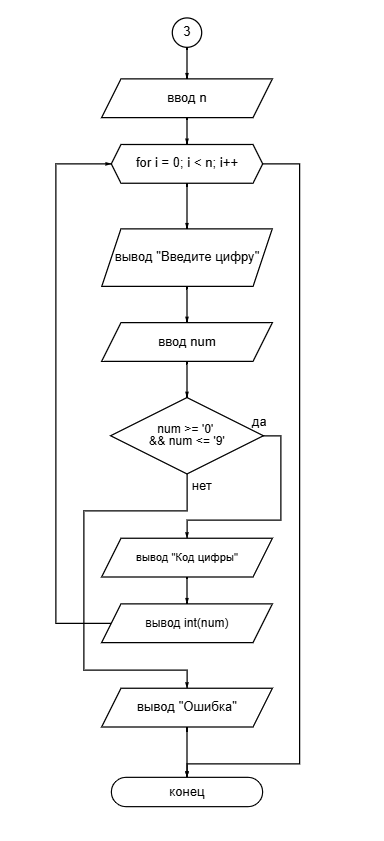 3
ввод n
for i = 0; i < n; i++
вывод "Введите цифру"
ввод num
num >= '0'
&& num <= '9'
да
нет
вывод "Код цифры"
вывод int(num)
вывод "Ошибка"
конец